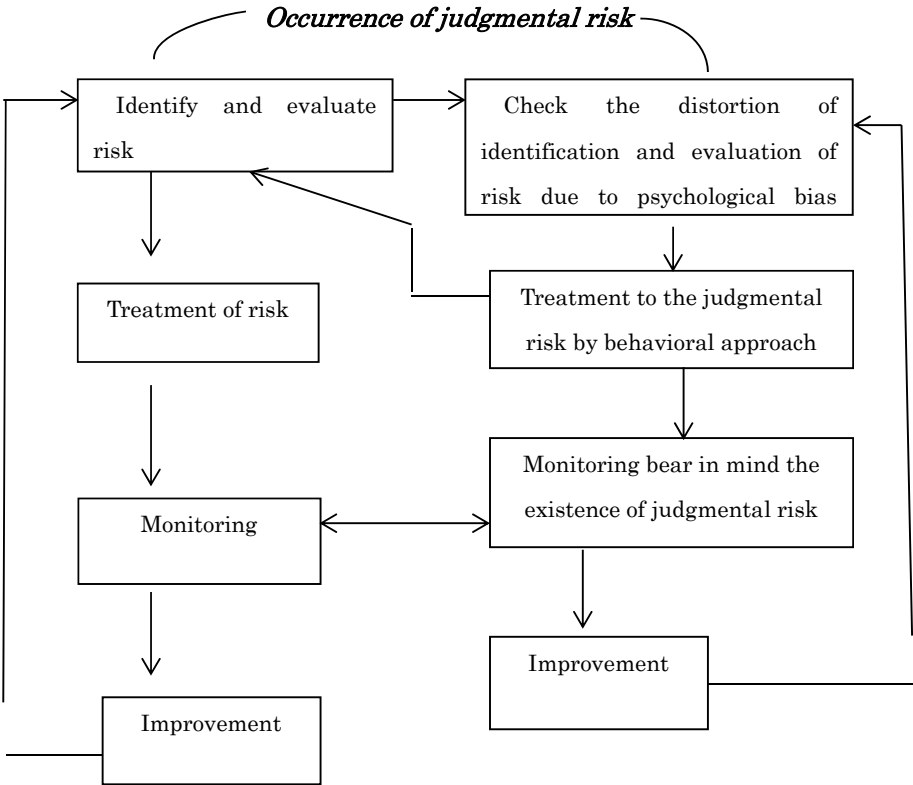 Occurrence of judgmental risk
Identify and evaluate
risk
Check the distortion of
identification and evaluation of
risk due to psychological bias
Treatment of risk
Treatment to the judgmental
risk by behavioral approach
Monitoring bear in mind the
existence of judgmental risk
Monitoring
Improvement
Improvement